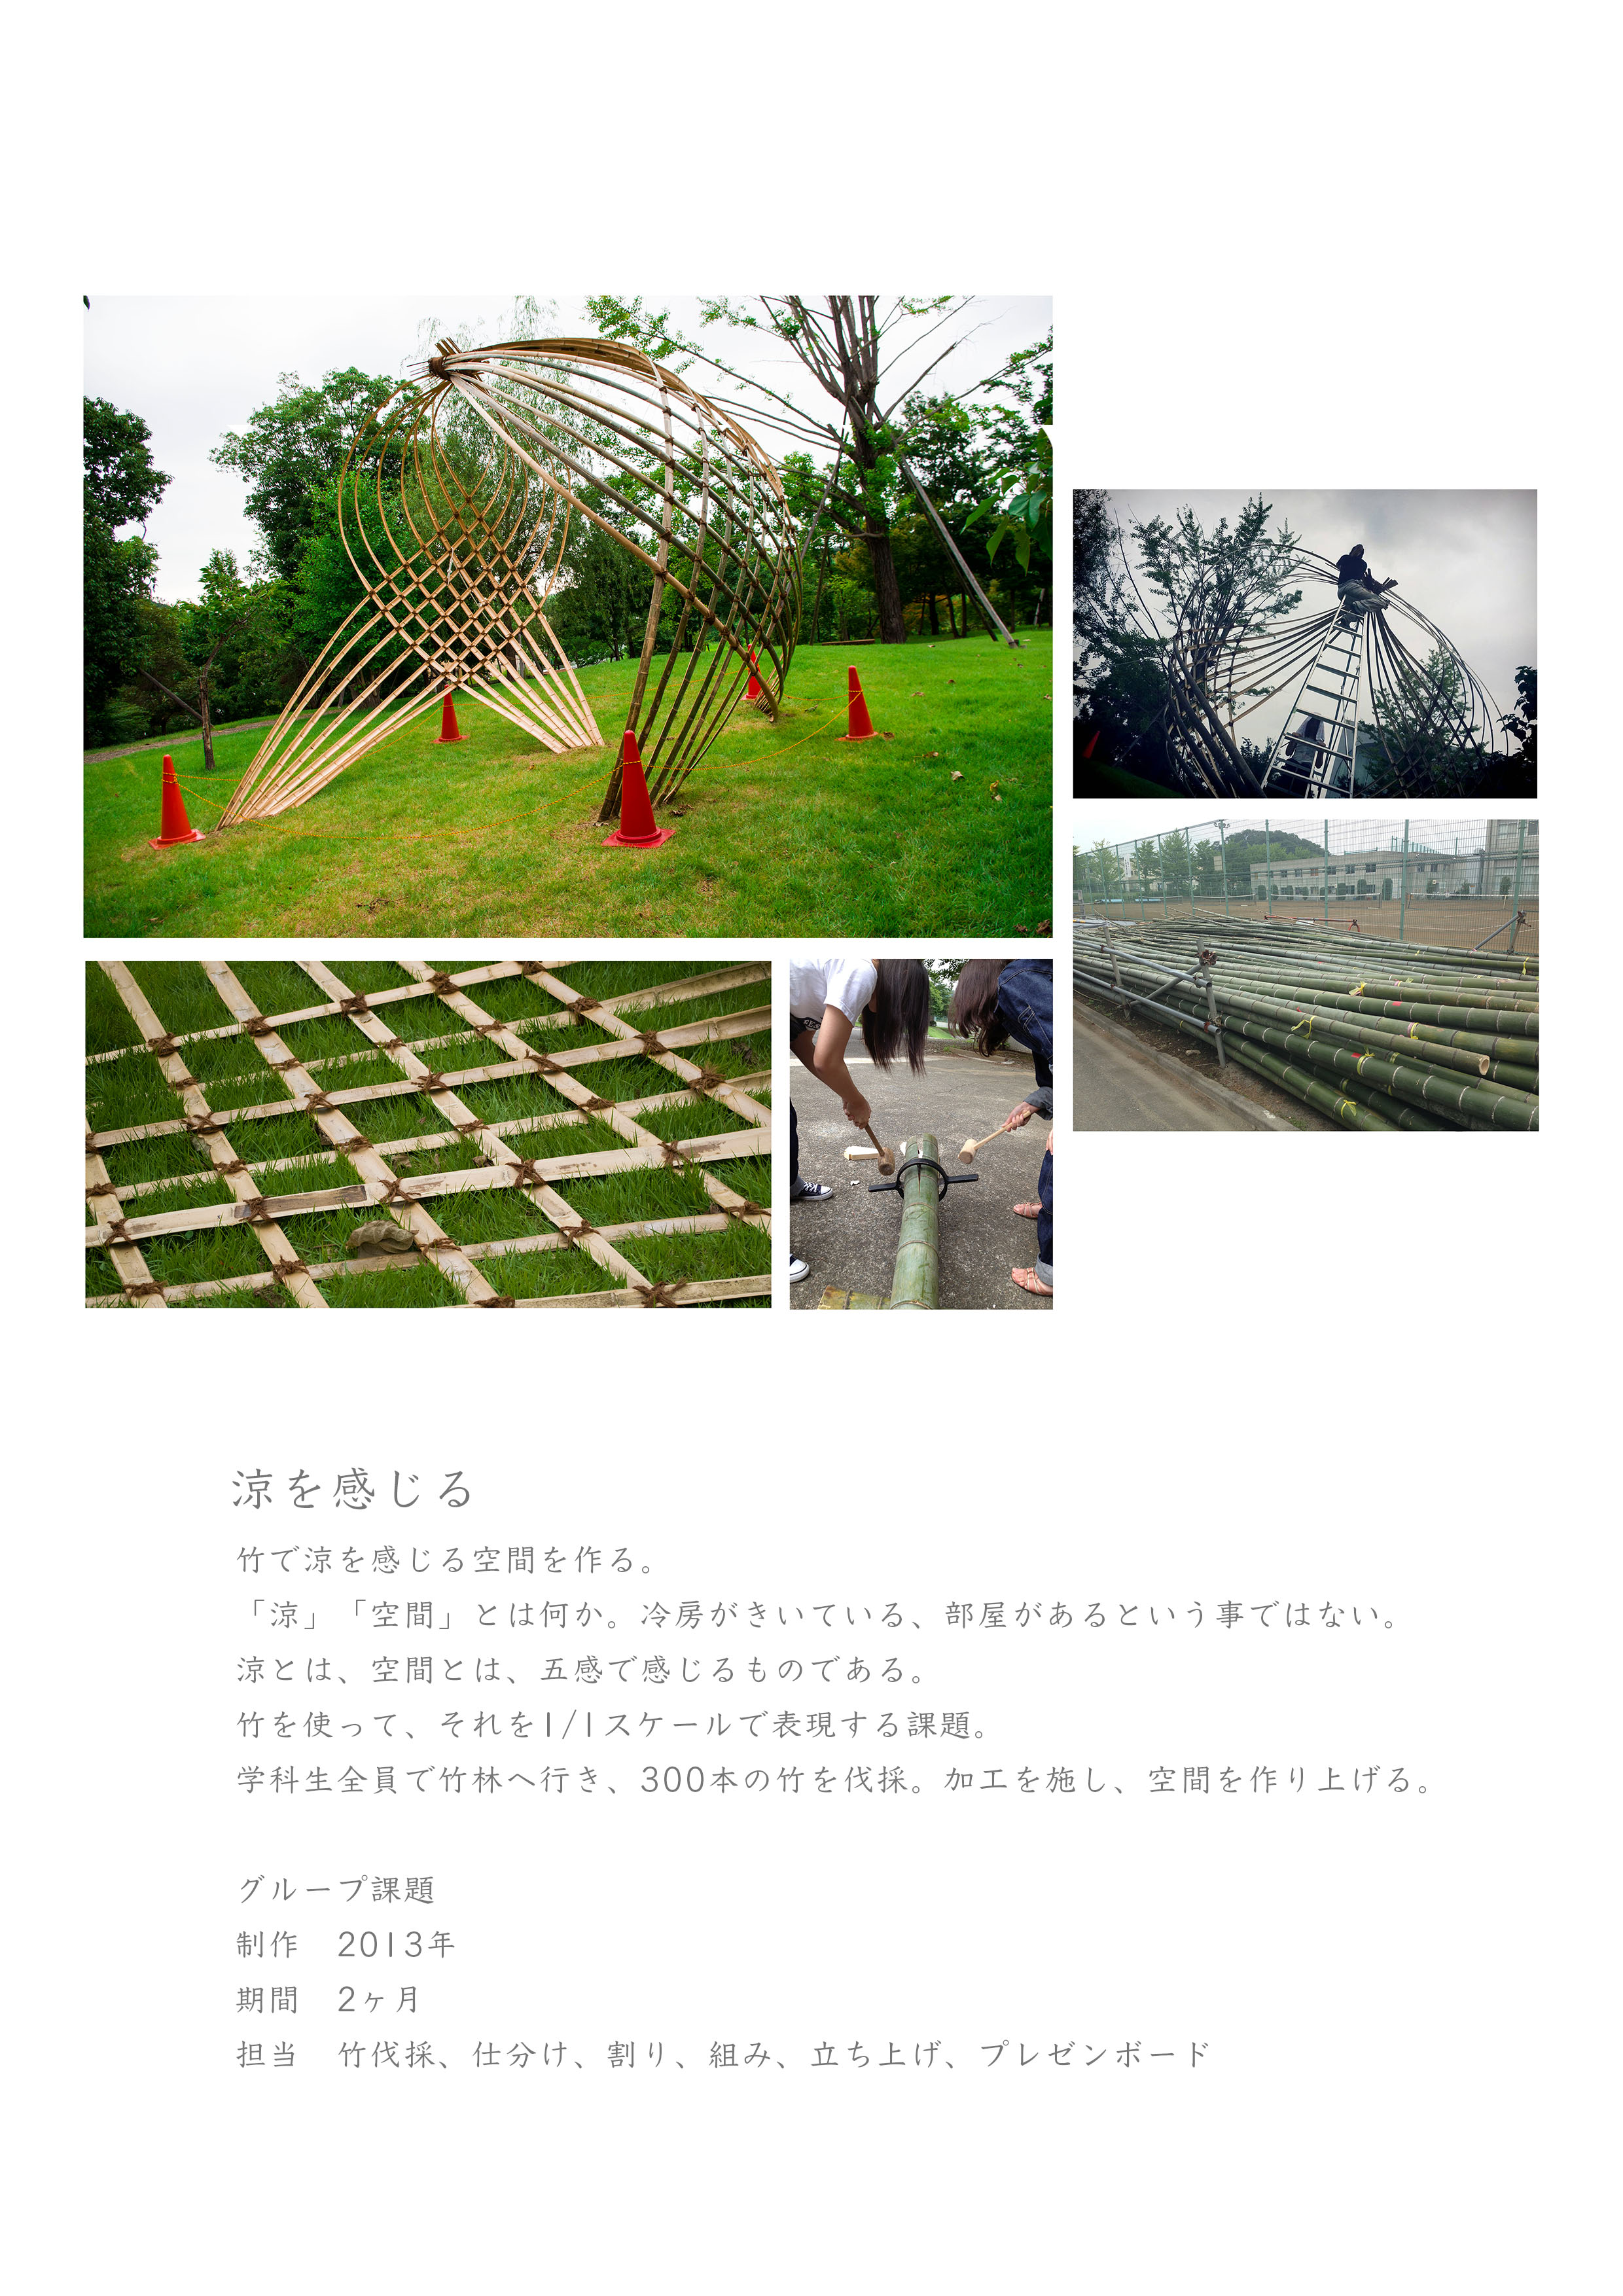 涼を感じる
竹で涼を感じる空間を作る。
「涼」「空間」とは何か。冷房がきいている、部屋があるという事ではない。
涼とは、空間とは、五感で感じるものである。
竹を使って、それを1/1スケールで表現する課題。
学科生全員で竹林へ行き、300本の竹を伐採。加工を施し、空間を作り上げる。
グループ課題
制作　2013年
期間　2ヶ月
担当　竹伐採、仕分け、割り、組み、立ち上げ、プレゼンボード